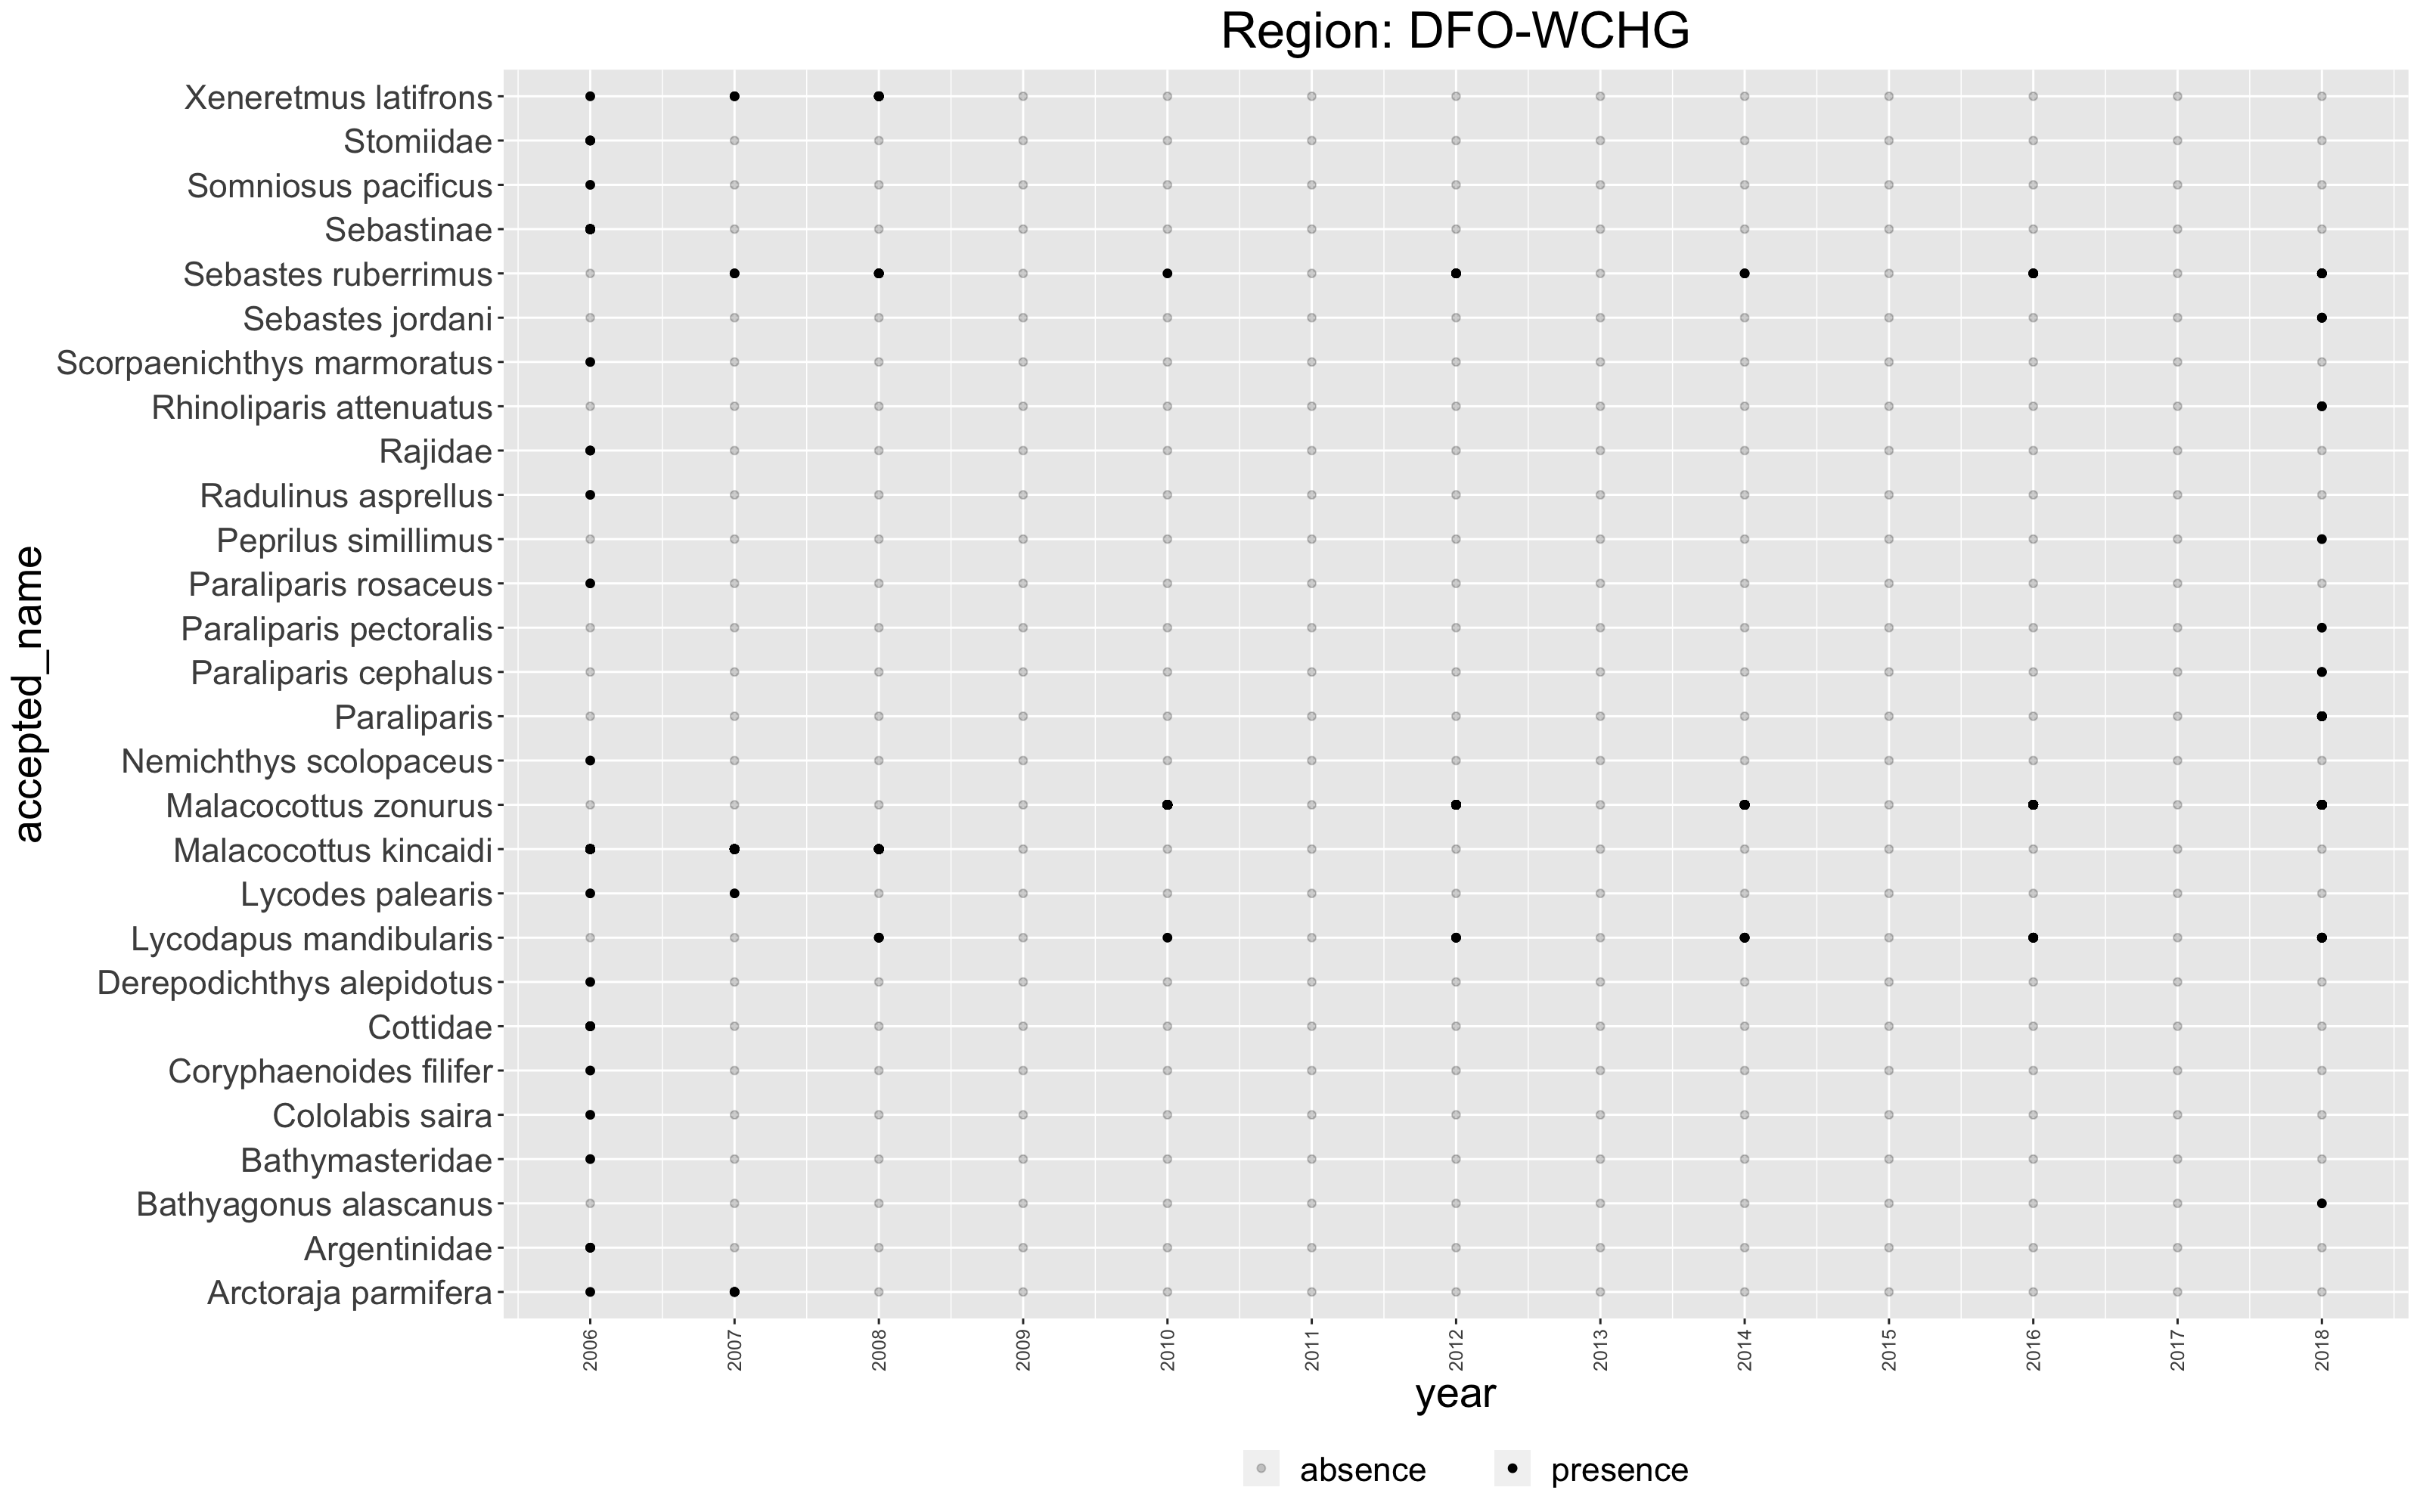 Region: DFO-WCHG
Xeneretmus latifrons
Stomiidae
Somniosus pacificus
Sebastinae
Sebastes ruberrimus
Sebastes jordani
Scorpaenichthys marmoratus
Rhinoliparis attenuatus
Rajidae
Radulinus asprellus
Peprilus simillimus
Paraliparis rosaceus
Paraliparis pectoralis
Paraliparis cephalus
Paraliparis
Nemichthys scolopaceus
Malacocottus zonurus
Malacocottus kincaidi
Lycodes palearis
Lycodapus mandibularis
Derepodichthys alepidotus
Cottidae
Coryphaenoides filifer
Cololabis saira
Bathymasteridae
Bathyagonus alascanus
Argentinidae
Arctoraja parmifera
accepted_name
2006 2007 2008 2009 2010 2011 2012 2013 2014 2015 2016 2017 2018
year
absence presence